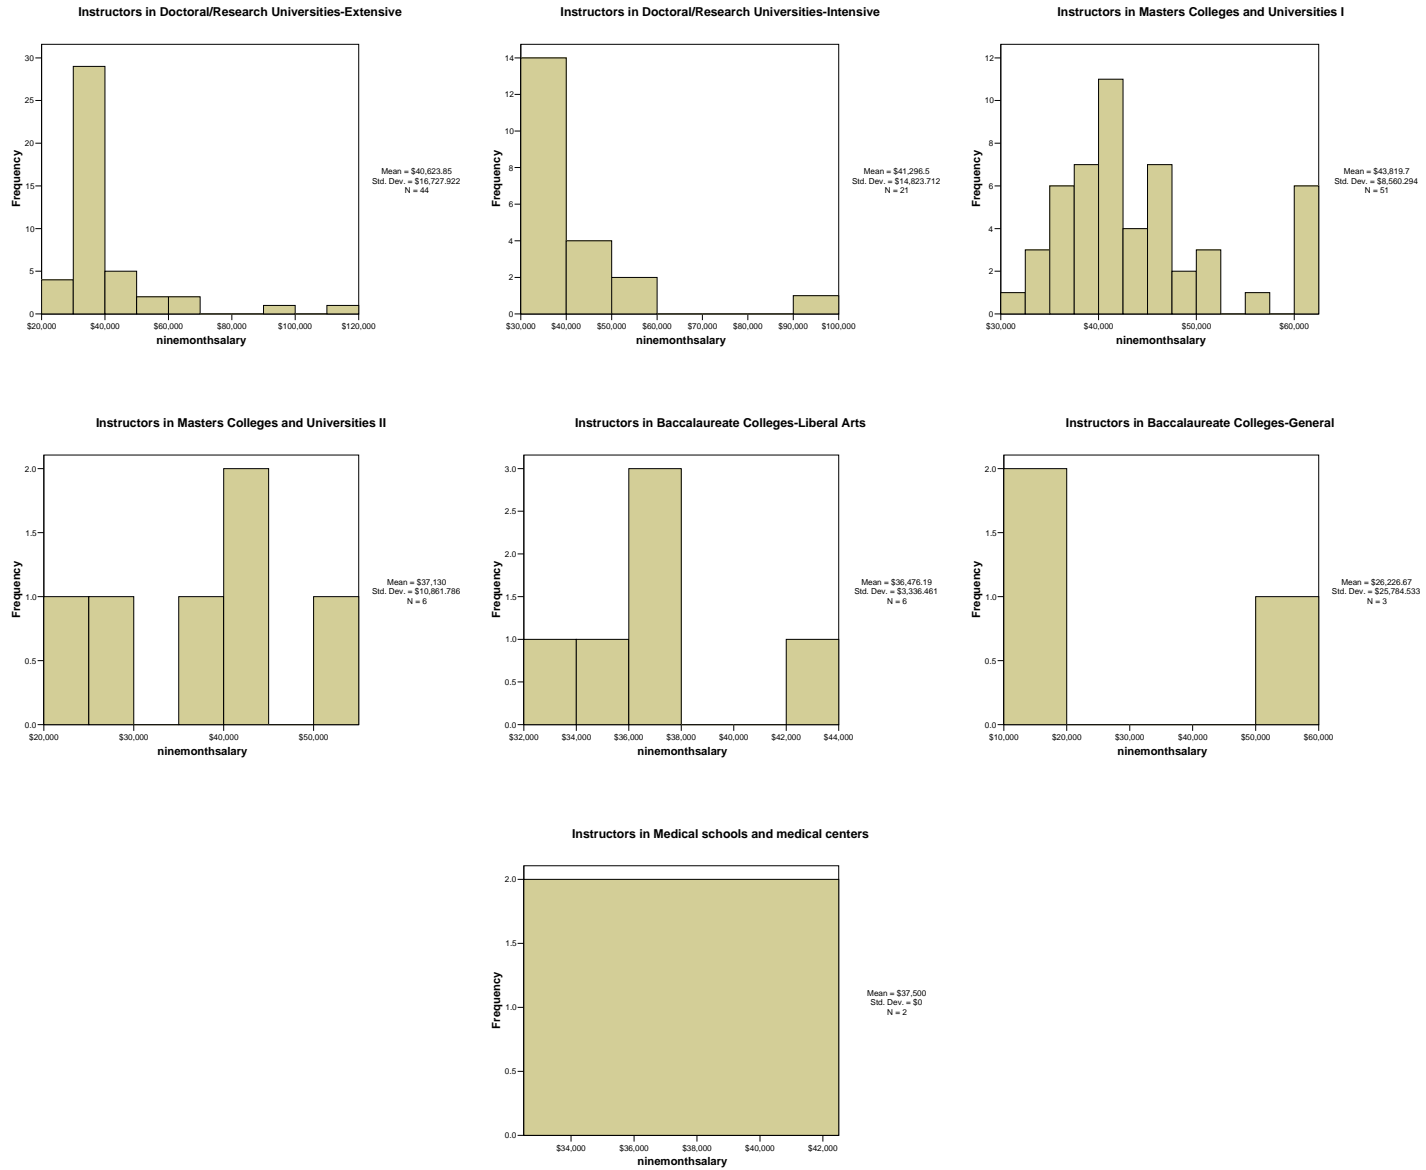 Instructors in Doctoral/Research Universities-Extensive
30
25
20
15
10
5
0
Frequency
$20,000 $40,000 $60,000 $80,000 $100,000 $120,000
ninemonthsalary
Mean = $40,623.85
Std. Dev. = $16,727.922
N = 44
Instructors in Doctoral/Research Universities-Intensive
14
12
10
8
6
4
2
0
Frequency
$30,000 $40,000 $50,000 $60,000 $70,000 $80,000 $90,000 $100,000
ninemonthsalary
Mean = $41,296.5
Std. Dev. = $14,823.712
N = 21
Instructors in Masters Colleges and Universities I
12
10
8
6
4
2
0
Frequency
$30,000 $40,000 $50,000 $60,000
ninemonthsalary
Mean = $43,819.7
Std. Dev. = $8,560.294
N = 51
Instructors in Masters Colleges and Universities II
2.0
1.5
1.0
0.5
0.0
Frequency
$20,000 $30,000 $40,000 $50,000
ninemonthsalary
Mean = $37,130
Std. Dev. = $10,861.786
N = 6
Instructors in Baccalaureate Colleges-Liberal Arts
3.0
2.5
2.0
1.5
1.0
0.5
0.0
Frequency
$32,000 $34,000 $36,000 $38,000 $40,000 $42,000 $44,000
ninemonthsalary
Mean = $36,476.19
Std. Dev. = $3,336.461
N = 6
Instructors in Baccalaureate Colleges-General
2.0
1.5
1.0
0.5
0.0
Frequency
$10,000 $20,000 $30,000 $40,000 $50,000 $60,000
ninemonthsalary
Mean = $26,226.67
Std. Dev. = $25,784.533
N = 3
Instructors in Medical schools and medical centers
2.0
1.5
1.0
0.5
0.0
Frequency
$34,000 $36,000 $38,000 $40,000 $42,000
ninemonthsalary
Mean = $37,500
Std. Dev. = $0
N = 2